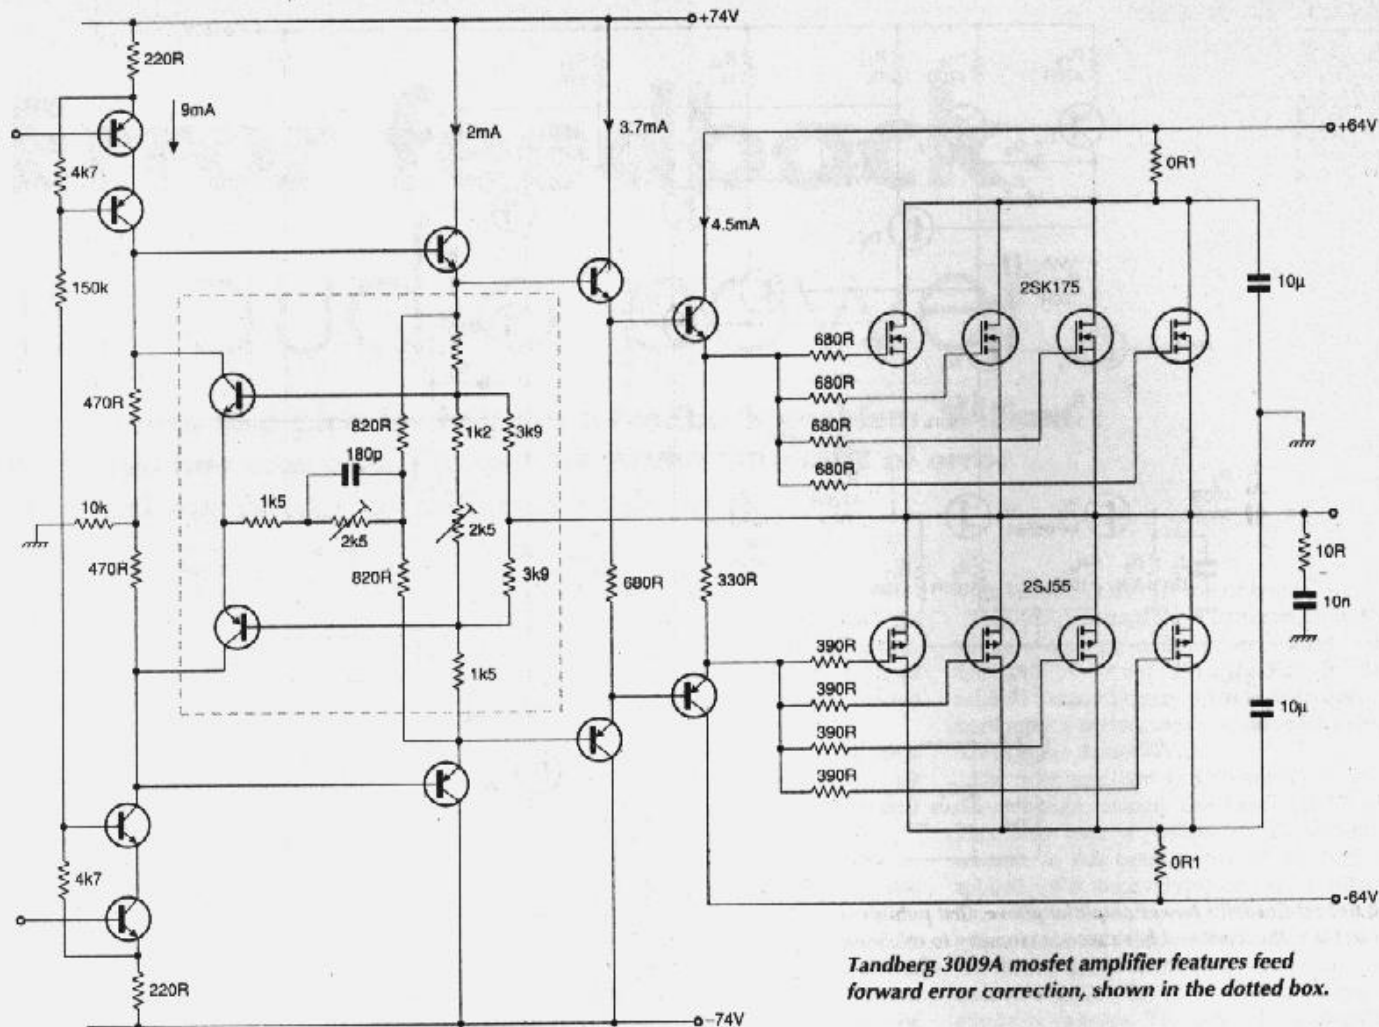 +74V
220R
9mA
2mA
3.7mA
+64V
0R1
4k7
4.5mA
150k
2SK175
10µ
680R
680R
680R
680R
470R
820R
1k2
3k9
180p
10k
1k5
2k5
2k5
470R
820R
3k9
680R
330R
10R
10n
2SJ55
390R
390R
390R
390R
1k5
10µ
4k7
0R1
-64V
220R
-74V
Tandberg 3009A mosfet amplifier features feed
forward error correction, shown in the dotted box.